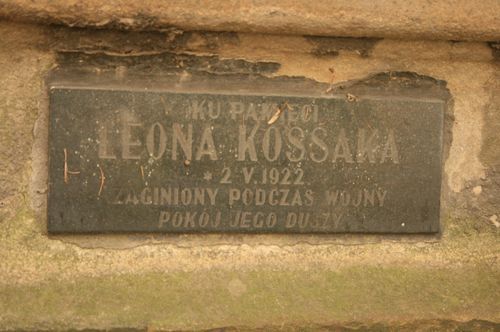 KU PAMIĘCI
LEONA KOSSAKA
* 2.V.1922.
ZAGINIONY PODCZAS WOJNY
POKÓJ JEGO DUSZY